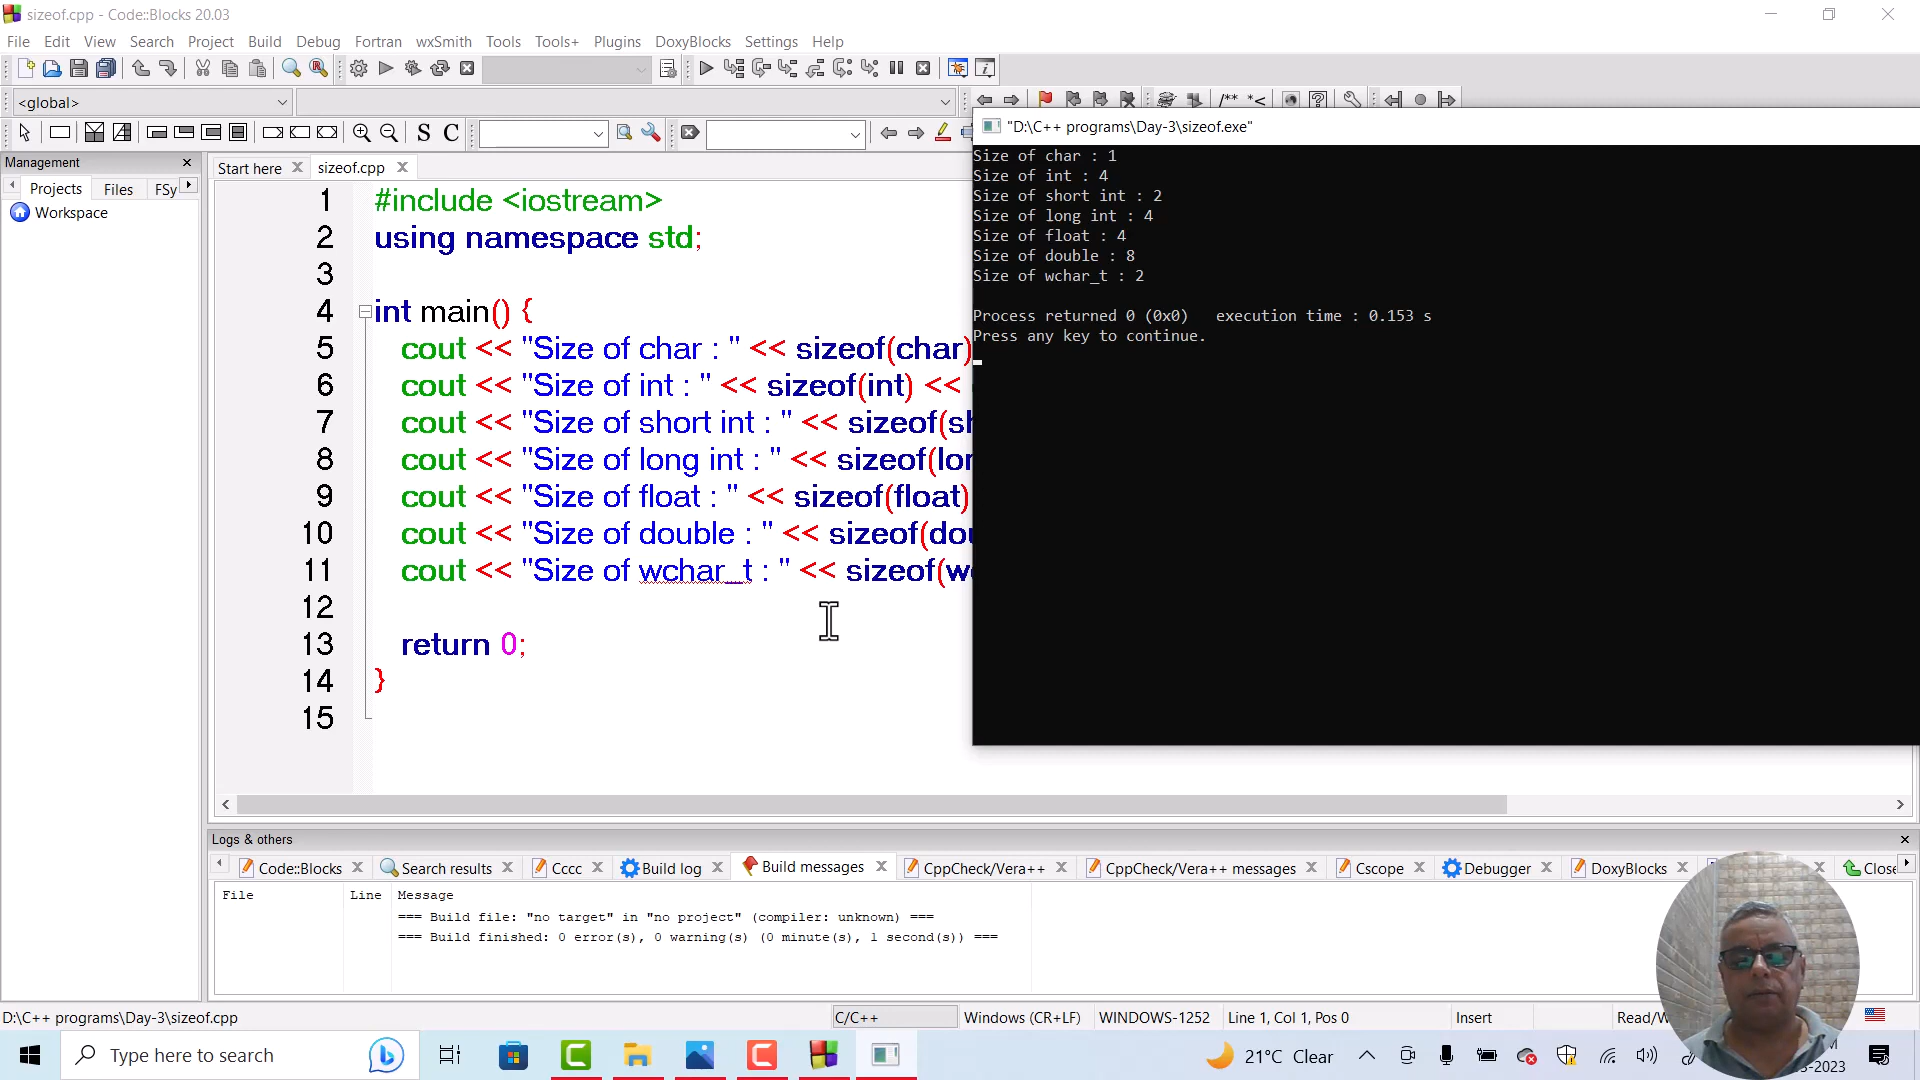 sizeof.cpp - Code::Blocks 20.03
File Edit View Search Project Build Debug Fortran wxSmith Tools Tools+ Plugins DoxyBlocks Settings Help
<global>
/** *<
S C
Management
Projects Files FSy
Workspace
Start here sizeof.cpp
1 #include <iostream>
2 using namespace std;
3
4 int main() {
5 cout << "Size of char : " << sizeof(char)
6 cout << "Size of int : " << sizeof(int) <<
7 cout << "Size of short int : " << sizeof(sh
8 cout << "Size of long int : " << sizeof(lon
9 cout << "Size of float : " << sizeof(float)
10 cout << "Size of double : " << sizeof(dou
11 cout << "Size of wchar_t : " << sizeof(wc
12
13 return 0;
14 }
15
"D:\C++ programs\Day-3\sizeof.exe"
Size of char : 1
Size of int : 4
Size of short int : 2
Size of long int : 4
Size of float : 4
Size of double : 8
Size of wchar_t : 2
Process returned 0 (0x0) execution time : 0.153 s
Press any key to continue.
Logs & others
Code::Blocks Search results Cccc Build log Build messages CppCheck/Vera++ CppCheck/Vera++ messages Cscope Debugger DoxyBlocks Close
File Line Message
=== Build file: "no target" in "no project" (compiler: unknown) ===
=== Build finished: 0 error(s), 0 warning(s) (0 minute(s), 1 second(s)) ===
D:\C++ programs\Day-3\sizeof.cpp C/C++ Windows (CR+LF) WINDOWS-1252 Line 1, Col 1, Pos 0 Insert Read/W
Type here to search
21°C Clear
-2023